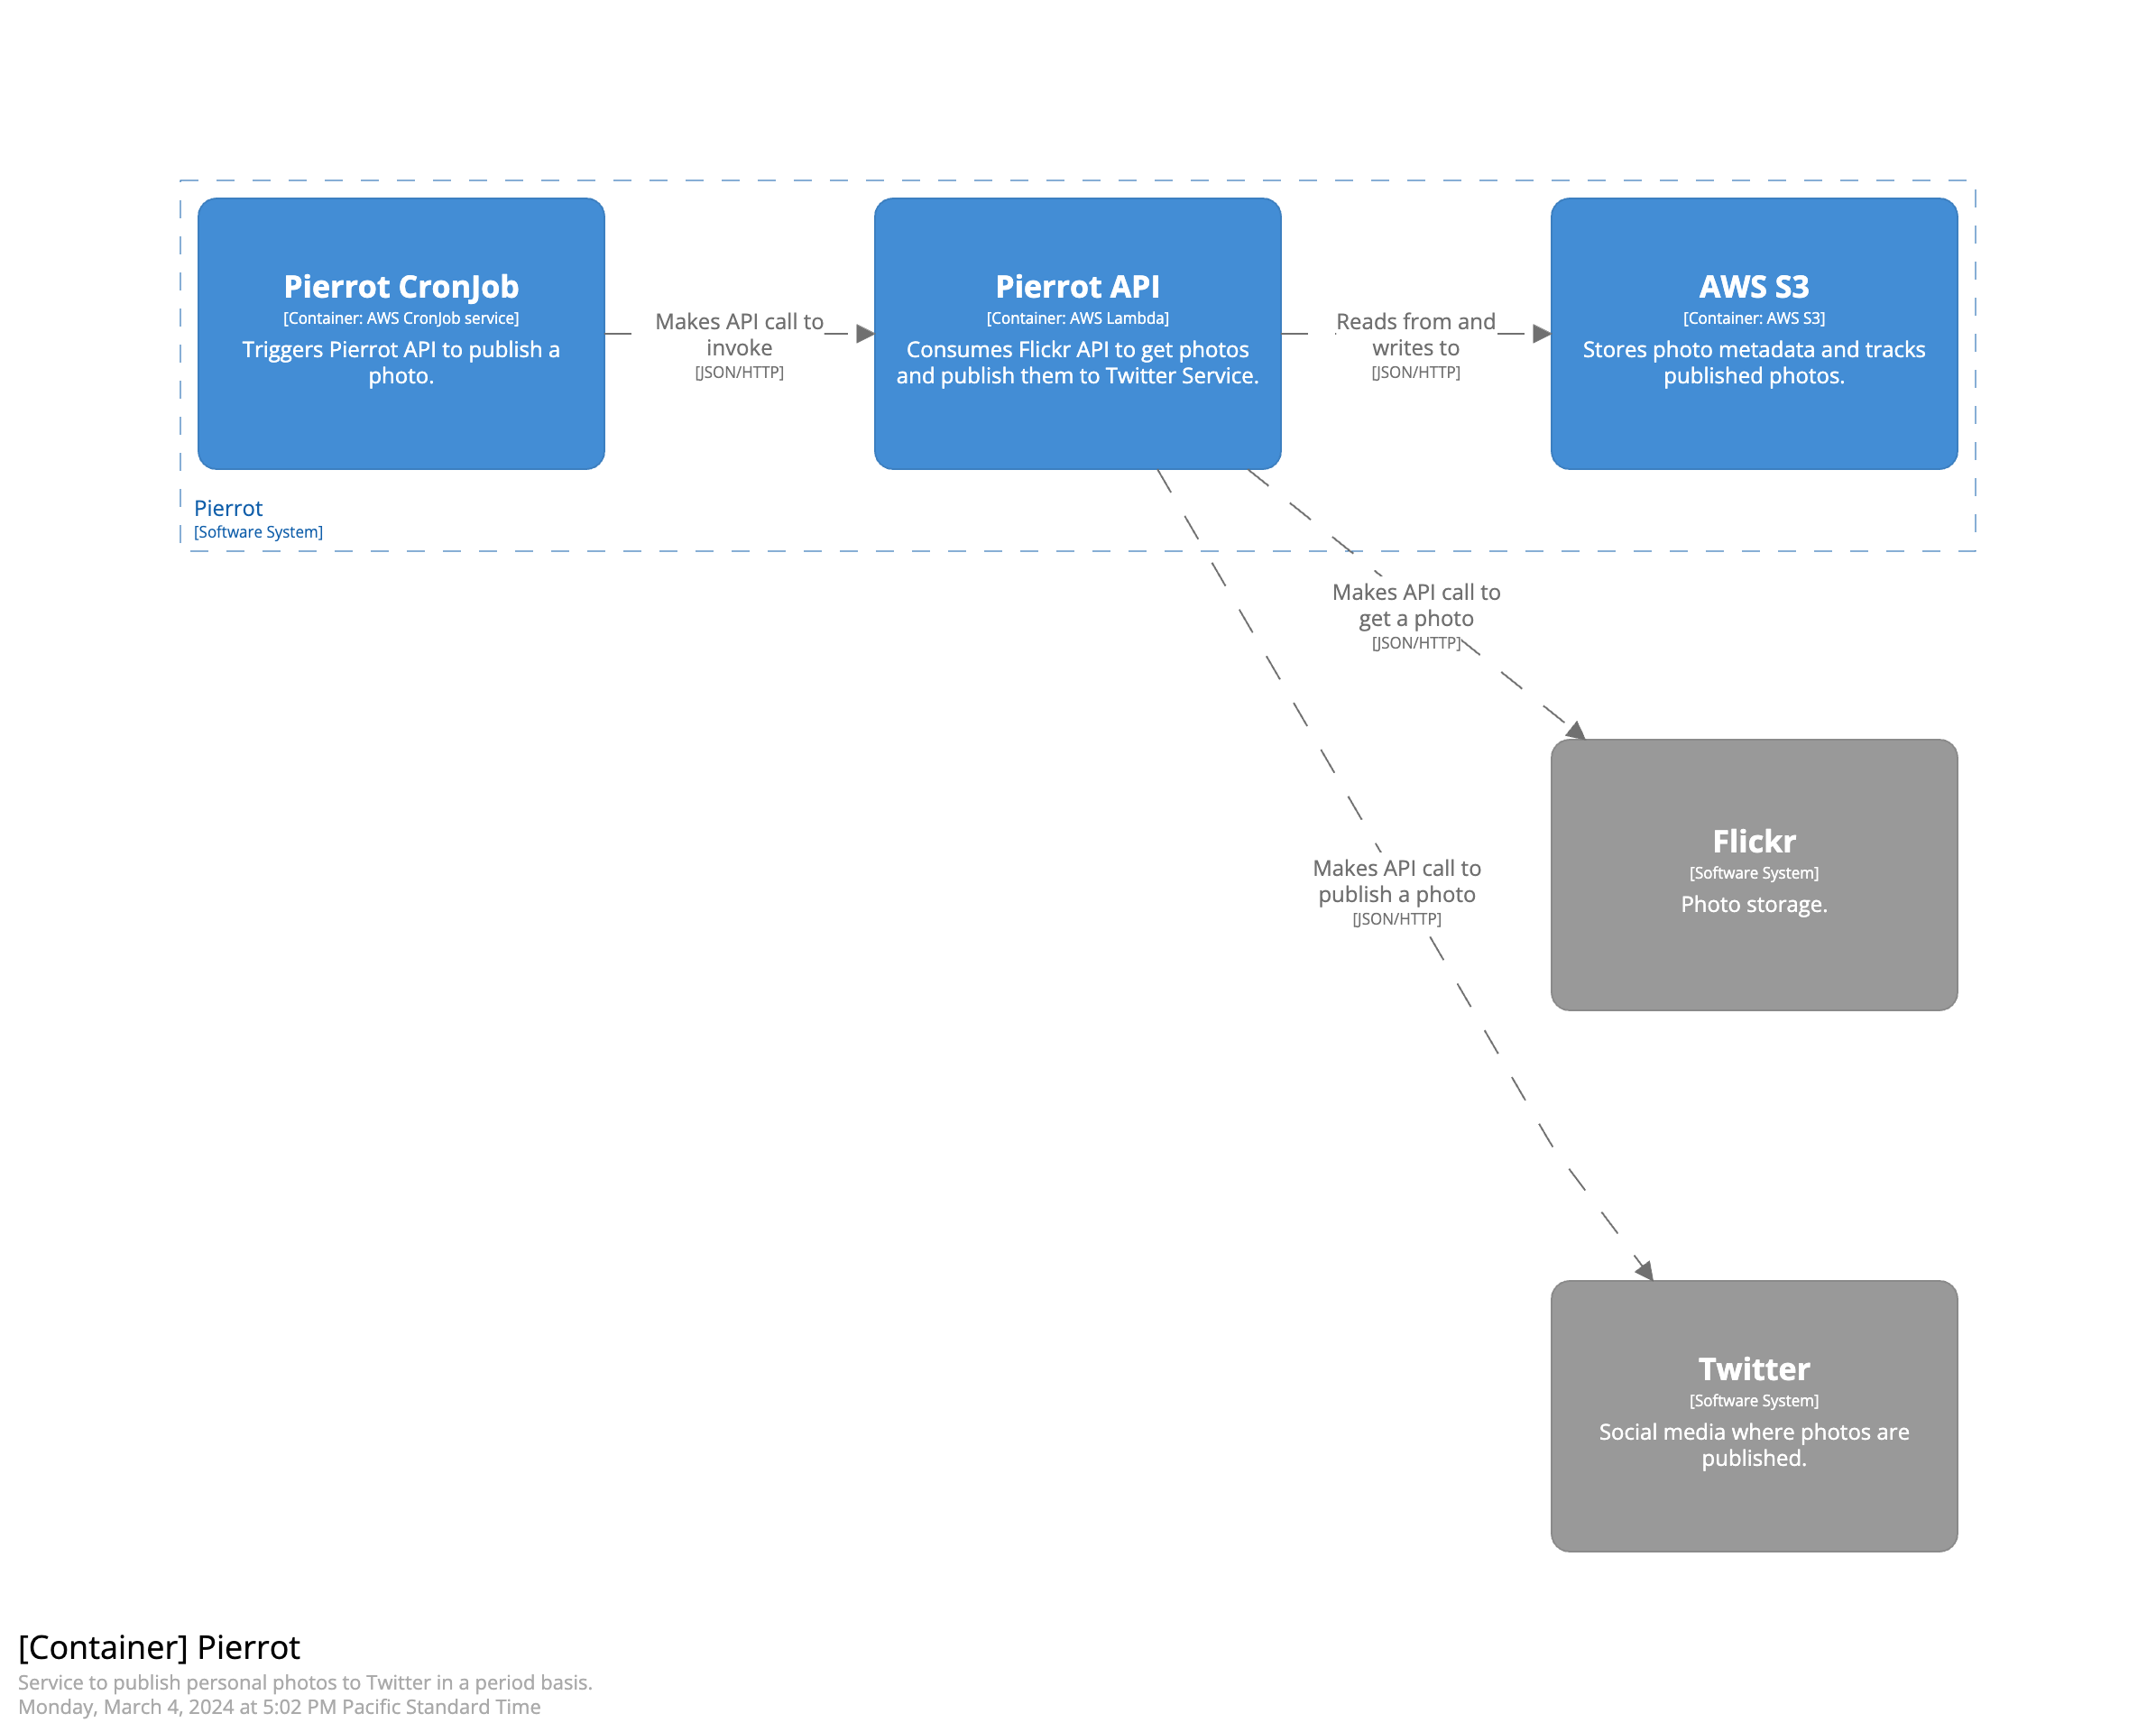 Pierrot CronJob
[Container: AWS CronJob service]
Triggers Pierrot API to publish a
photo.
Makes API call to
invoke
[JSON/HTTP]
Pierrot API
[Container: AWS Lambda]
Consumes Flickr API to get photos
and publish them to Twitter Service.
Reads from and
writes to
[JSON/HTTP]
AWS S3
[Container: AWS S3]
Stores photo metadata and tracks
published photos.
Pierrot
[Software System]
Makes API call to
get a photo
[JSON/HTTP]
Flickr
[Software System]
Photo storage.
Makes API call to
publish a photo
[JSON/HTTP]
Twitter
[Software System]
Social media where photos are
published.
[Container] Pierrot
Service to publish personal photos to Twitter in a period basis.
Monday, March 4, 2024 at 5:02 PM Pacific Standard Time